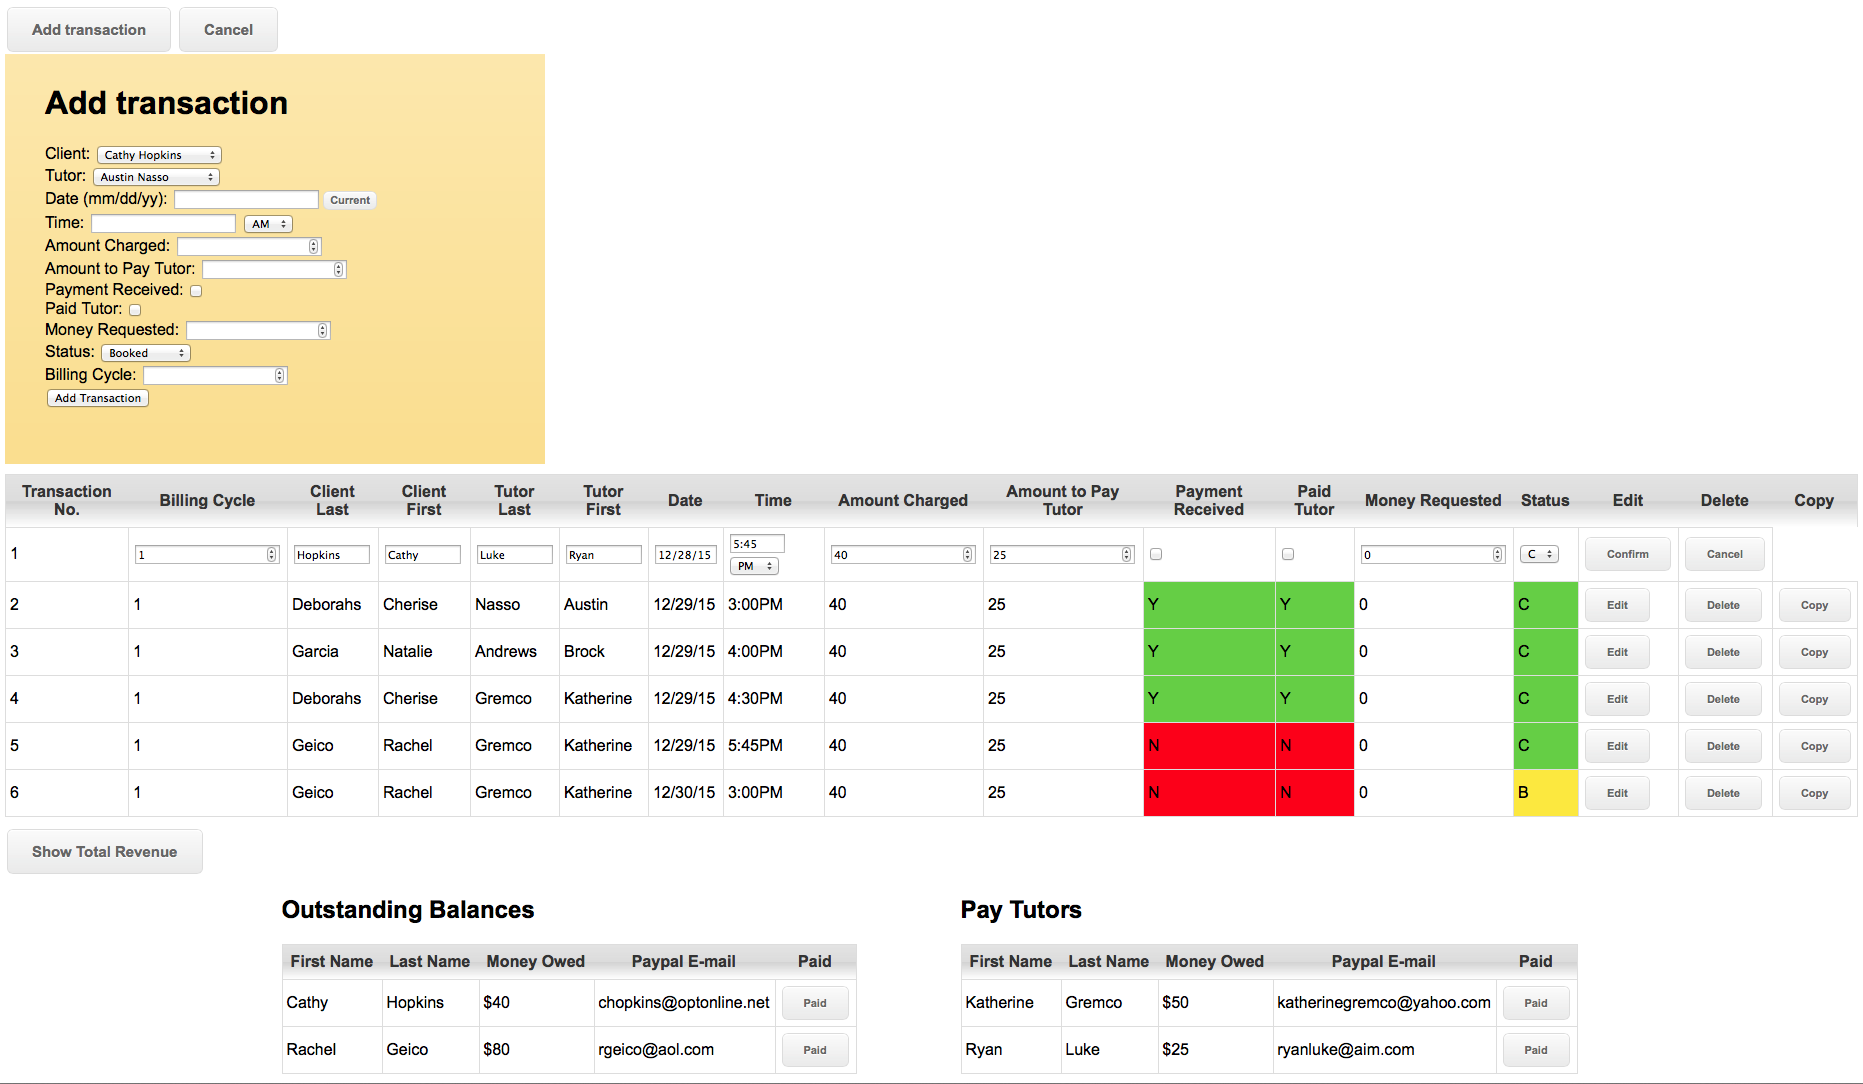 Add transaction Cancel
Add transaction
Client: Cathy Hopkins
Tutor: Austin Nasso
Date (mm/dd/yy): Current
Time: AM
Amount Charged:
Amount to Pay Tutor:
Payment Received:
Paid Tutor:
Money Requested:
Status: Booked
Billing Cycle:
Add Transaction
Transaction No. Billing Cycle Client Last Client First Tutor Last Tutor First Date Time Amount Charged Amount to Pay Tutor Payment Received Paid Tutor Money Requested Status Edit Delete Copy
1 1 Hopkins Cathy Luke Ryan 12/28/15 5:45 PM 40 25 0 C Confirm Cancel
2 1 Deborahs Cherise Nasso Austin 12/29/15 3:00PM 40 25 Y Y 0 C Edit Delete Copy
3 1 Garcia Natalie Andrews Brock 12/29/15 4:00PM 40 25 Y Y 0 C Edit Delete Copy
4 1 Deborahs Cherise Gremco Katherine 12/29/15 4:30PM 40 25 Y Y 0 C Edit Delete Copy
5 1 Geico Rachel Gremco Katherine 12/29/15 5:45PM 40 25 N N 0 C Edit Delete Copy
6 1 Geico Rachel Gremco Katherine 12/30/15 3:00PM 40 25 N N 0 B Edit Delete Copy
Show Total Revenue
Outstanding Balances
First Name Last Name Money Owed Paypal E-mail Paid
Cathy Hopkins $40 chopkins@optonline.net Paid
Rachel Geico $80 rgeico@aol.com Paid
Pay Tutors
First Name Last Name Money Owed Paypal E-mail Paid
Katherine Gremco $50 katherinegremco@yahoo.com Paid
Ryan Luke $25 ryanluke@aim.com Paid